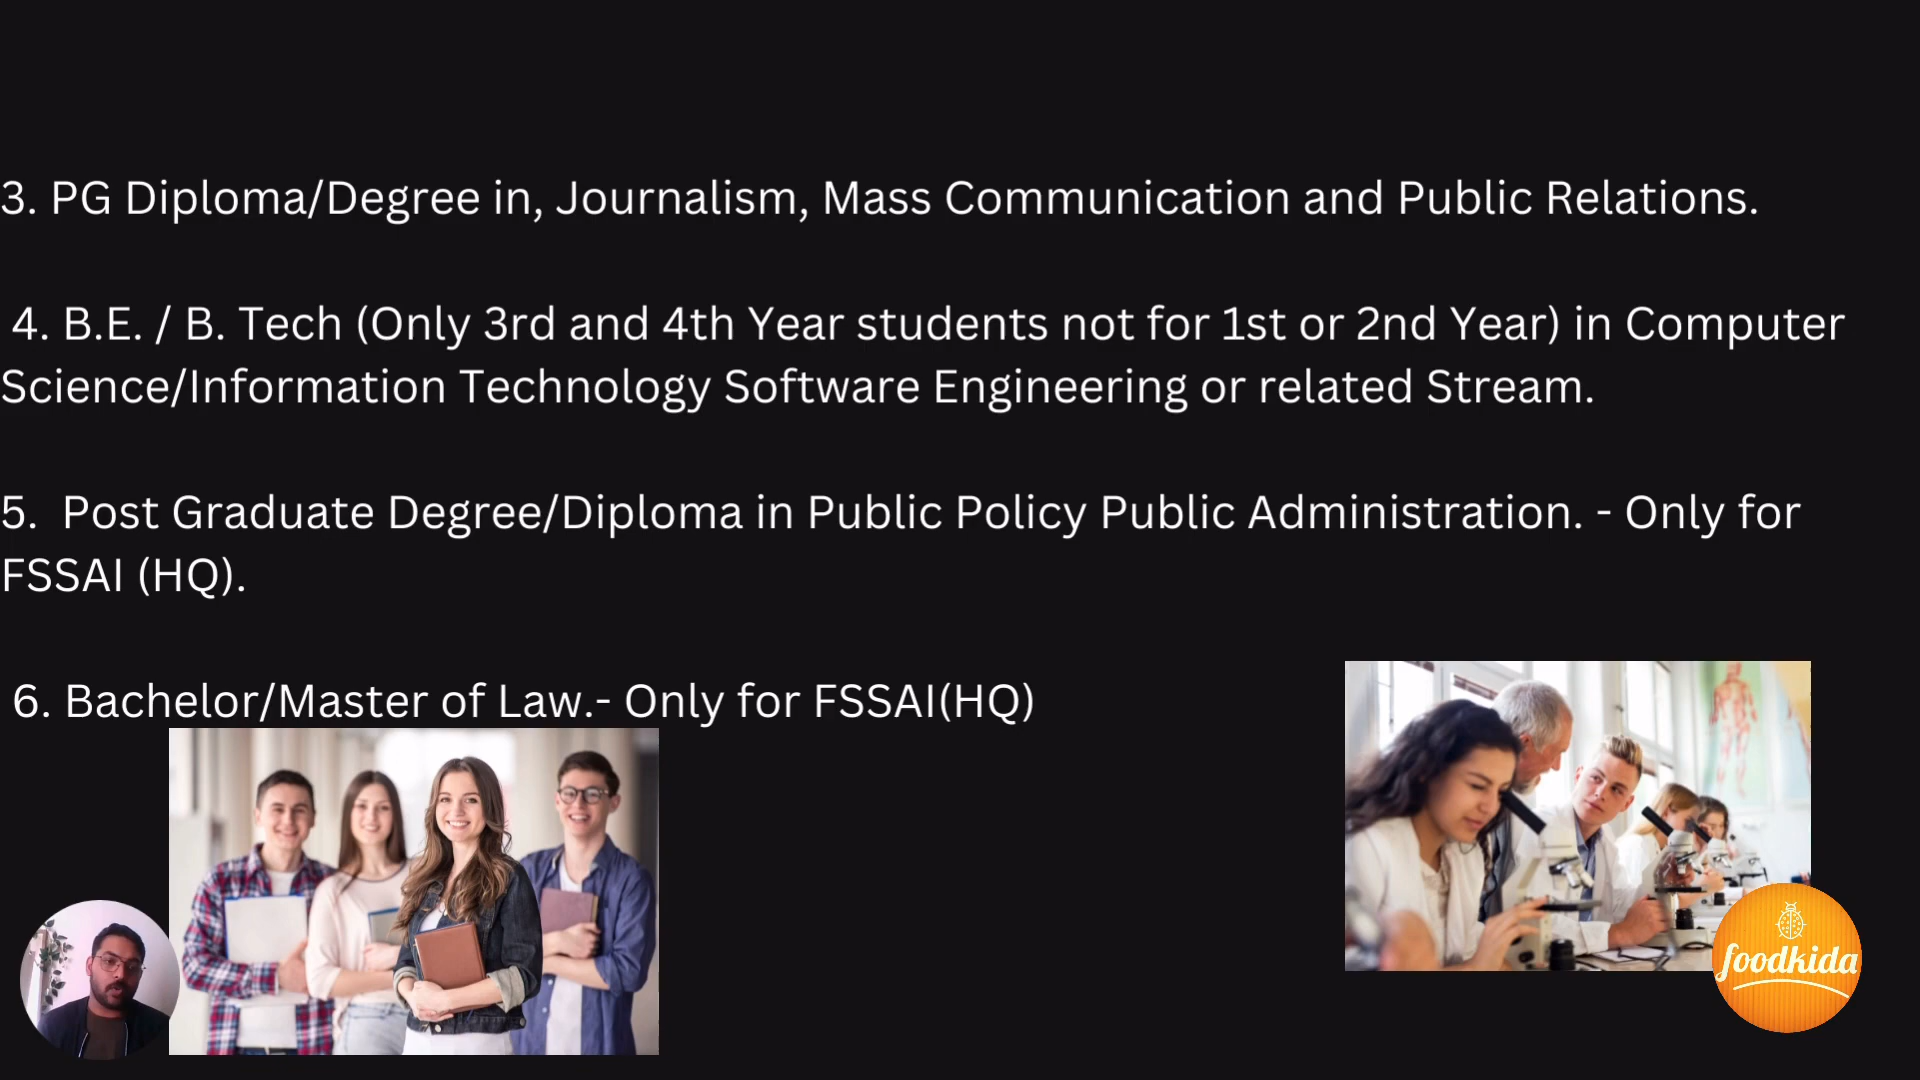 3. PG Diploma/Degree in, Journalism, Mass Communication and Public Relations.
4. B.E. / B. Tech (Only 3rd and 4th Year students not for 1st or 2nd Year) in Computer
Science/Information Technology Software Engineering or related Stream.
5. Post Graduate Degree/Diploma in Public Policy Public Administration. - Only for
FSSAI (HQ).
6. Bachelor/Master of Law.- Only for FSSAI(HQ)
foodkida